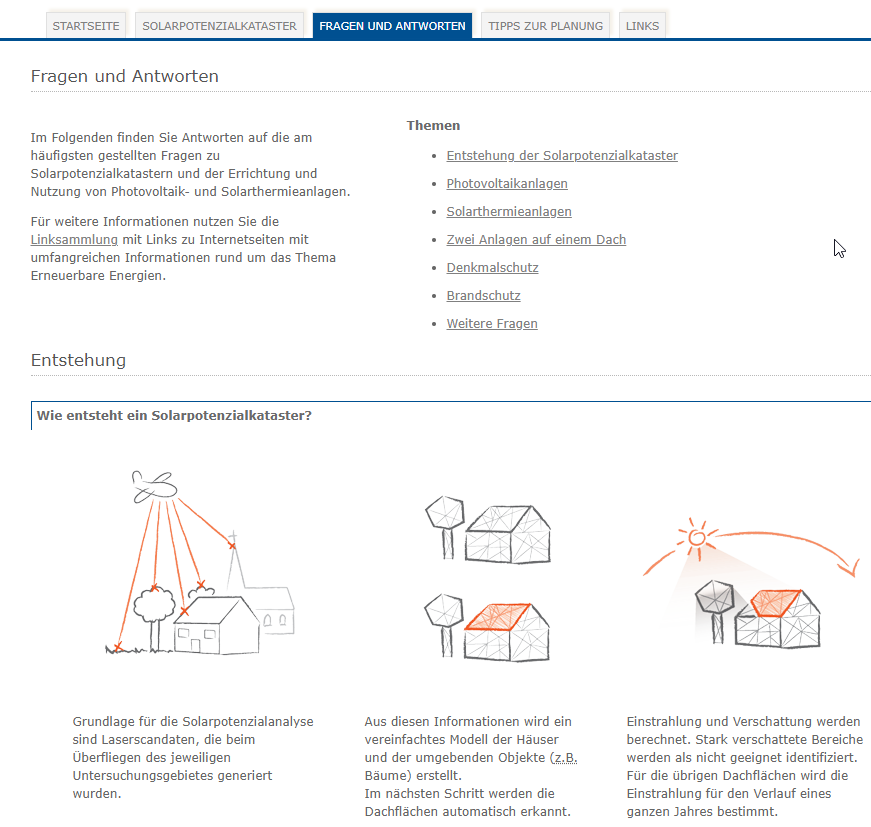 STARTSEITE
SOLARPOTENZIALKATASTER
FRAGEN UND ANTWORTEN
TIPPS ZUR PLANUNG
LINKS
Fragen und Antworten
Im Folgenden finden Sie Antworten auf die am
häufigsten gestellten Fragen zu
Solarpotenzialkatastern und der Errichtung und
Nutzung von Photovoltaik- und Solarthermieanlagen.
Für weitere Informationen nutzen Sie die
Linksammlung mit Links zu Internetseiten mit
umfangreichen Informationen rund um das Thema
Erneuerbare Energien.
Themen
• Entstehung der Solarpotenzialkataster
• Photovoltaikanlagen
• Solarthermieanlagen
• Zwei Anlagen auf einem Dach
• Denkmalschutz
• Brandschutz
• Weitere Fragen
Entstehung
Wie entsteht ein Solarpotenzialkataster?
Grundlage für die Solarpotenzialanalyse
sind Laserscandaten, die beim
Überfliegen des jeweiligen
Untersuchungsgebietes generiert
wurden.
Aus diesen Informationen wird ein
vereinfachtes Modell der Häuser
und der umgebenden Objekte (z.B.
Bäume) erstellt.
Im nächsten Schritt werden die
Dachflächen automatisch erkannt.
Einstrahlung und Verschattung werden
berechnet. Stark verschattete Bereiche
werden als nicht geeignet identifiziert.
Für die übrigen Dachflächen wird die
Einstrahlung für den Verlauf eines
ganzen Jahres bestimmt.